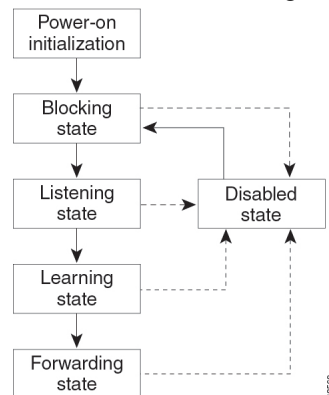 Power-on
initialization
Blocking
state
Listening
state
Disabled
state
Learning
state
Forwarding
state